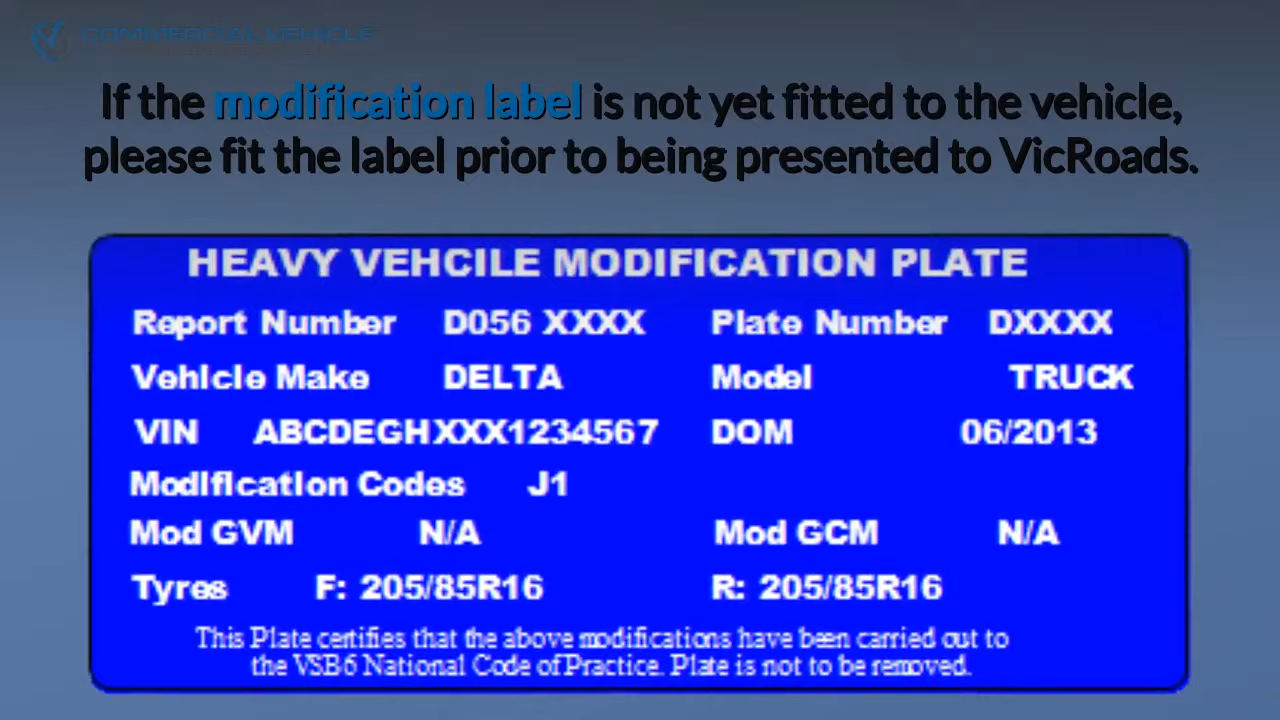 COMMERCIAL VEHICLE
If the modification label is not yet fitted to the vehicle,
please fit the label prior to being presented to VicRoads.
HEAVY VEHCILE MODIFICATION PLATE
Report Number D056 XXXX Plate Number DXXXX
Vehicle Make DELTA Model TRUCK
VIN ABCDEGHXXX1234567 DOM 06/2013
Modification Codes J1
Mod GVM N/A Mod GCM N/A
Tyres F: 205/85R16 R: 205/85R16
This Plate certifies that the above modifications have been carried out to
the VSB6 National Code of Practice. Plate is not to be removed.